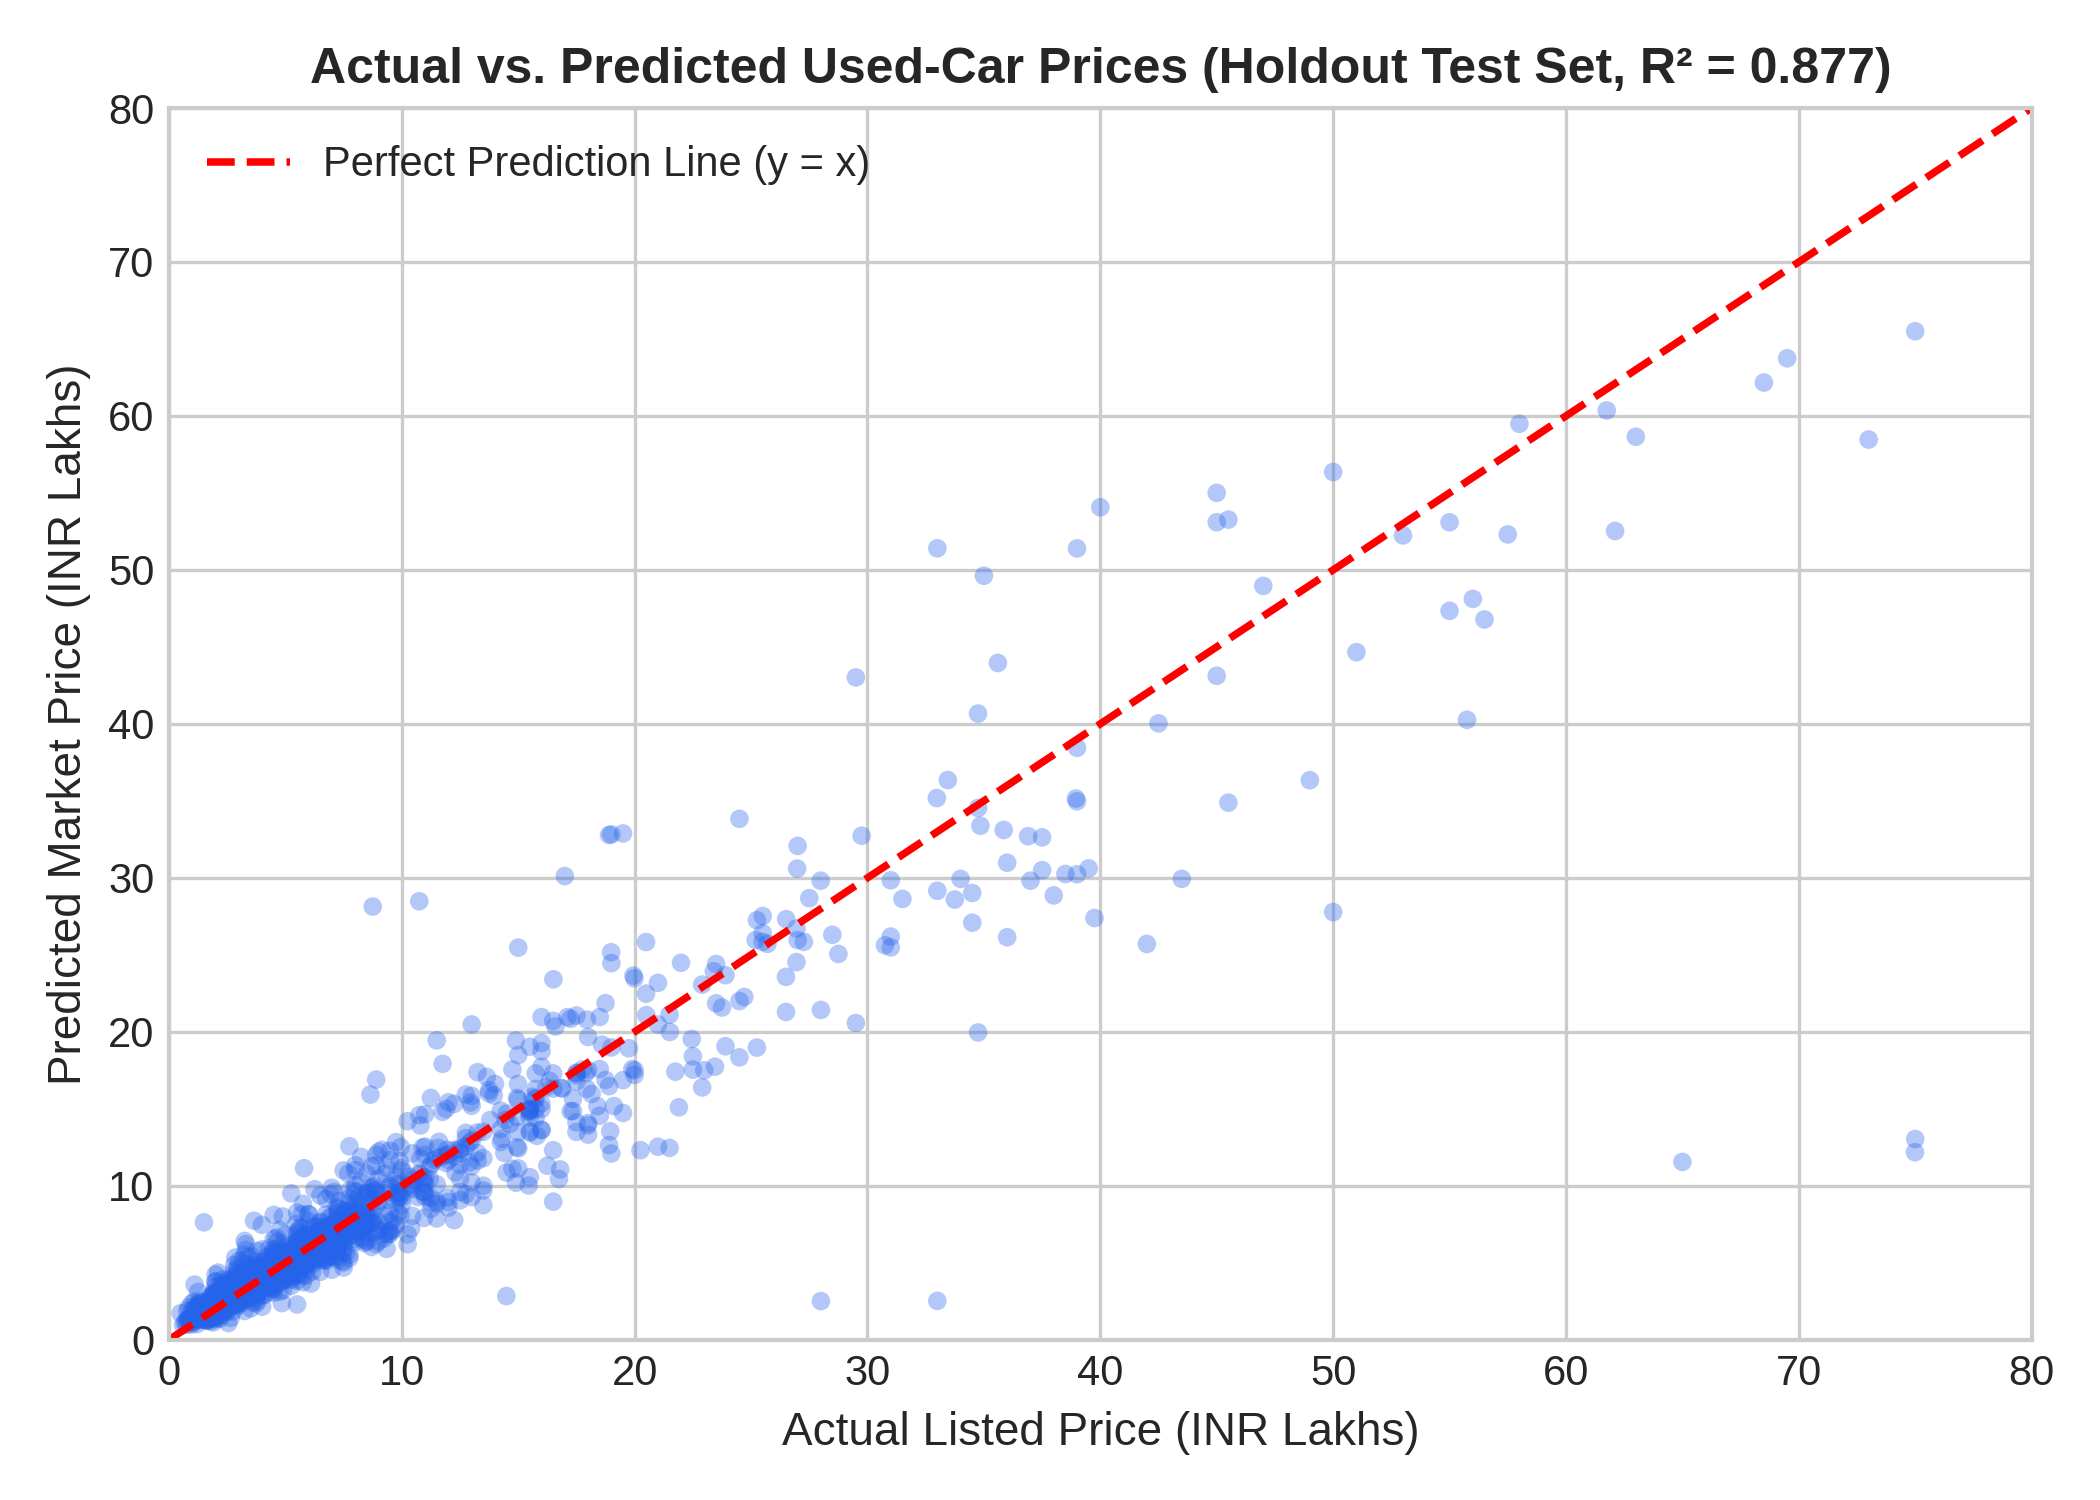 Actual vs. Predicted Used-Car Prices (Holdout Test Set, R² = 0.877)
Perfect Prediction Line (y = x)
Predicted Market Price (INR Lakhs)
80
70
60
50
40
30
20
10
0
0 10 20 30 40 50 60 70 80
Actual Listed Price (INR Lakhs)